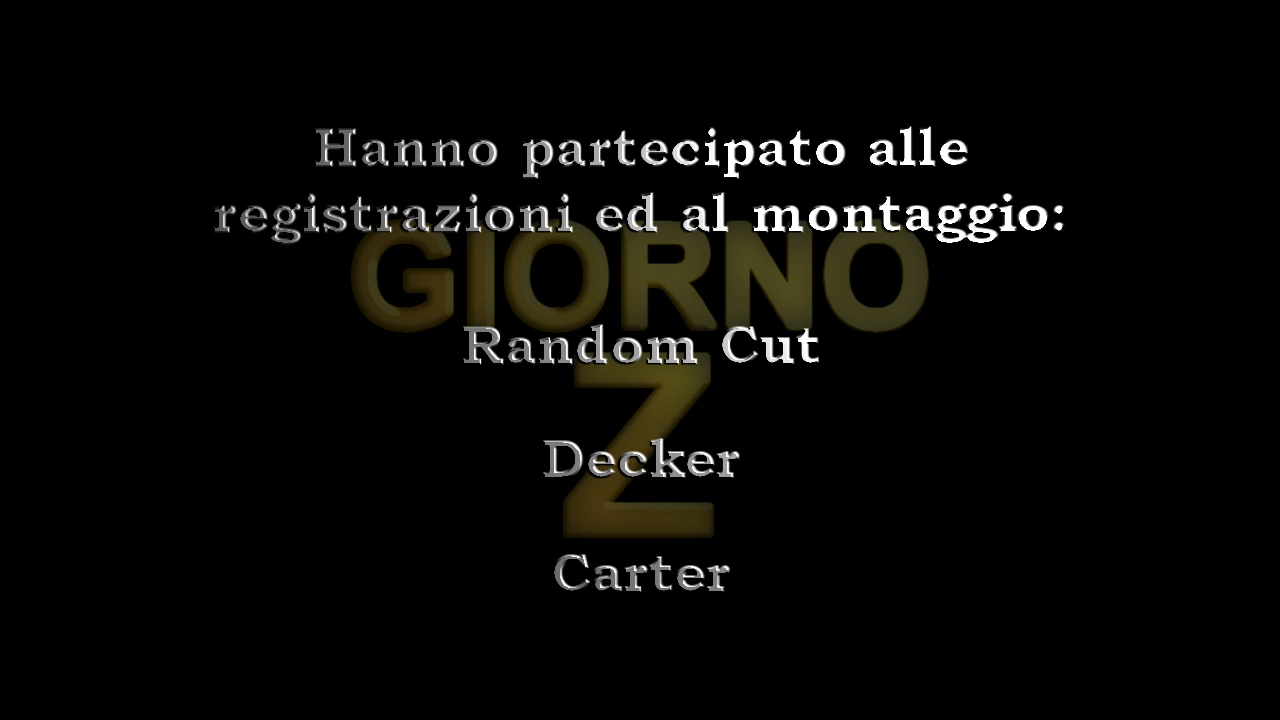 Hanno partecipato alle
registrazioni ed al montaggio:
GIORNO
Random Cut
Z
Decker
Carter